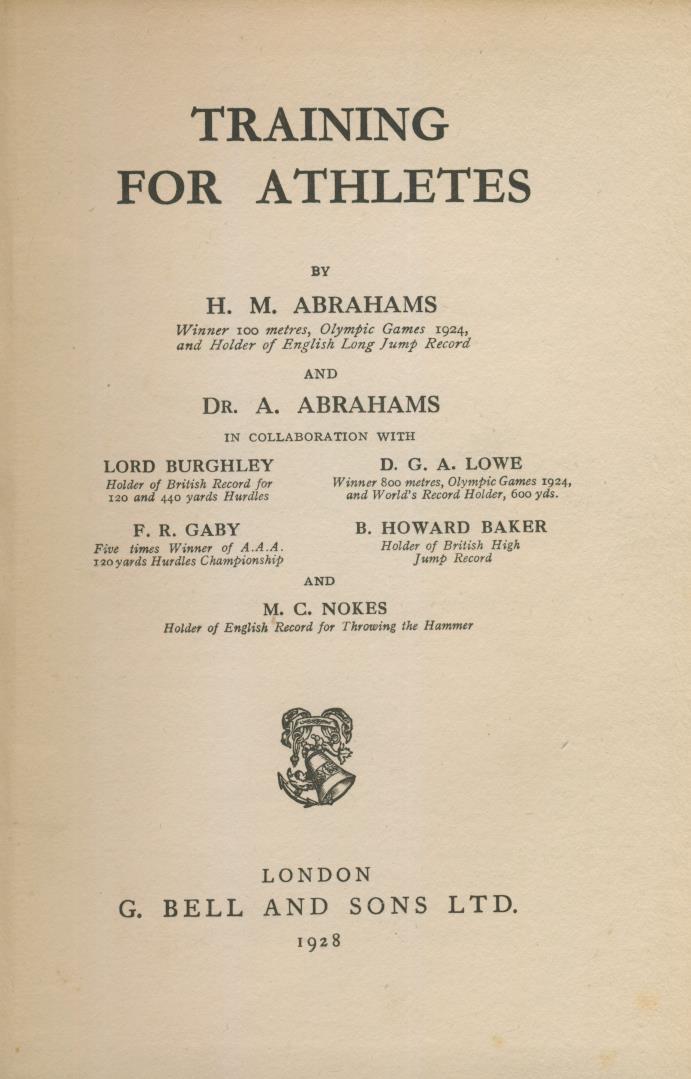 TRAINING
FOR ATHLETES
BY
H. M. ABRAHAMS
Winner 100 metres, Olympic Games 1924,
and Holder of English Long Jump Record
AND
DR. A. ABRAHAMS
IN COLLABORATION WITH
LORD BURGHLEY
Holder of British Record for
120 and 440 yards Hurdles
D. G. A. LOWE
Winner 800 metres, Olympic Games 1924,
and World's Record Holder, 600 yds.
F. R. GABY
Five times Winner of A.A.A.
120 yards Hurdles Championship
B. HOWARD BAKER
Holder of British High
Jump Record
AND
M. C. NOKES
Holder of English Record for Throwing the Hammer
LONDON
G. BELL AND SONS LTD.
1928